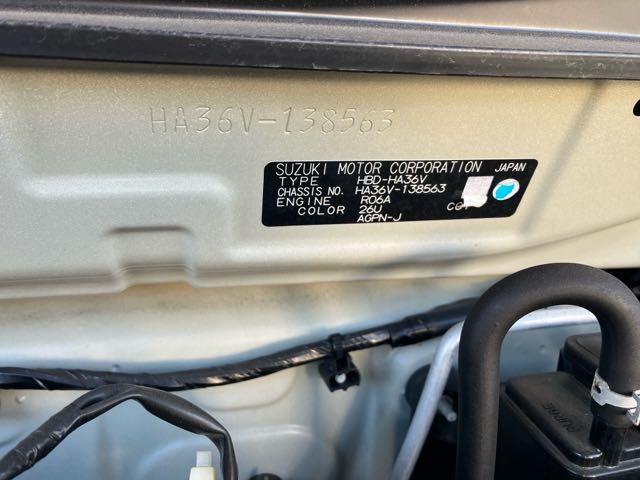 HA36V-138563
SUZUKI MOTOR CORPORATION JAPAN
TYPE HBD-HA36V
CHASSIS NO. HA36V-138563
ENGINE R06A
COLOR 26U
AGPN-J